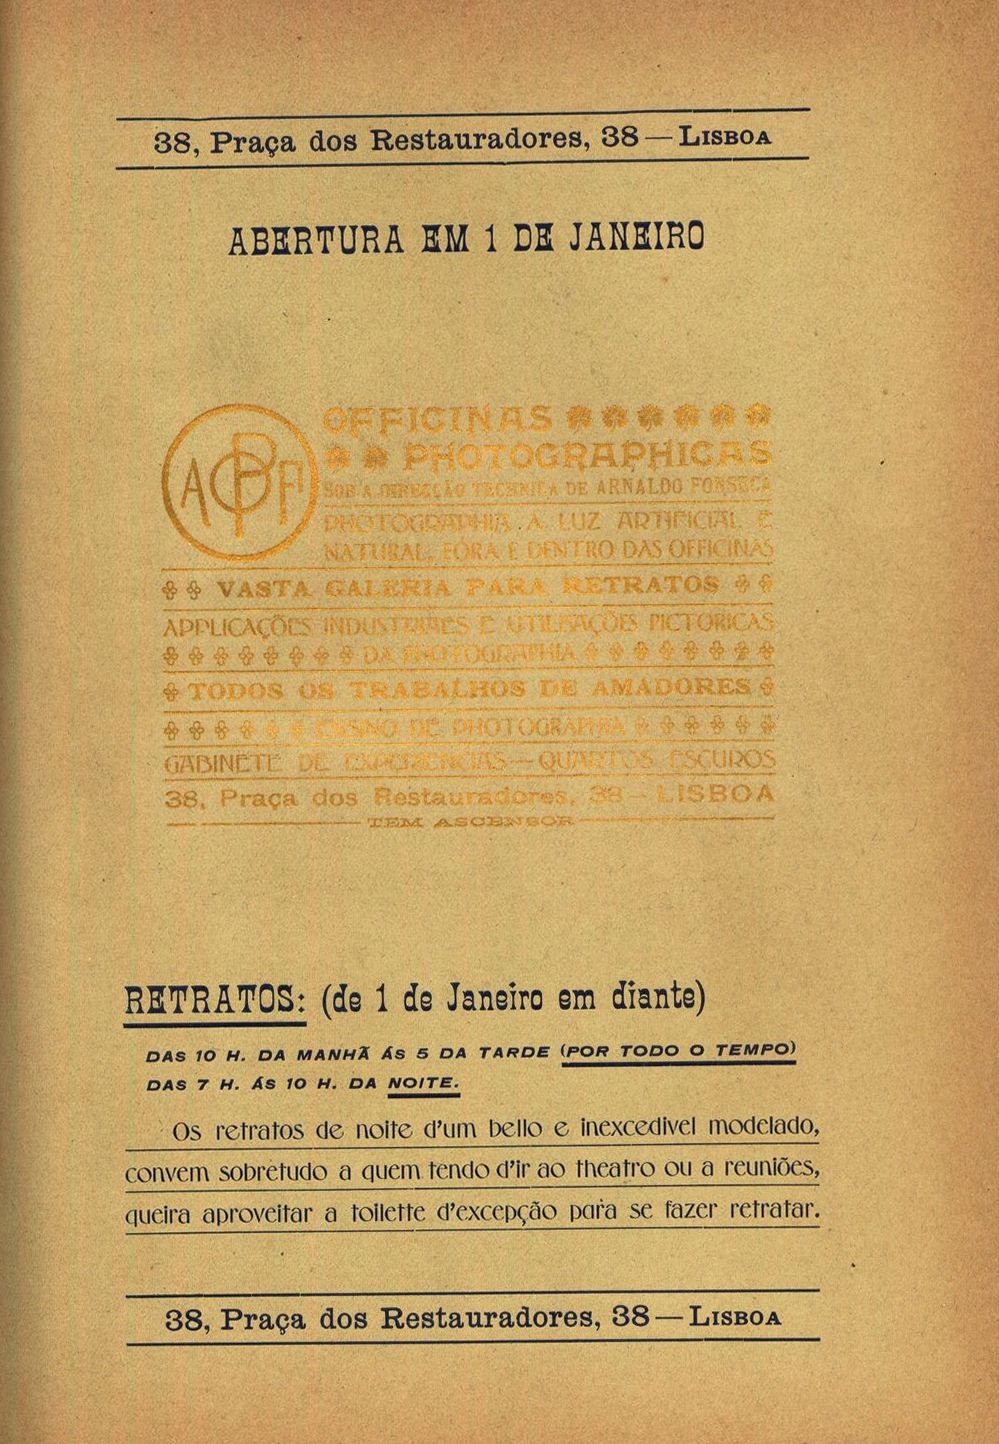 38, Praça dos Restauradores, 38 — LISBOA
ABERTURA EM 1 DE JANEIRO
APPF
OFFICINAS
PHOTOGRAPHICAS
SOB A DIRECÇÃO TECHNICA DE ARNALDO FONSECA
PHOTOGRAPHIA A LUZ ARTIFICIAL E
NATURAL, FÓRA E DENTRO DAS OFFICINAS
VASTA GALERIA PARA RETRATOS
APPLICAÇÕES INDUSTRIAES E UTILISAÇÕES PICTORICAS
DA PHOTOGRAPHIA
TODOS OS TRABALHOS DE AMADORES
ENSINO DE PHOTOGRAPHIA
GABINETE DE EXPERIENCIAS — QUARTOS ESCUROS
38, Praça dos Restauradores, 38 — LISBOA
TEM ASCENSOR
RETRATOS: (de 1 de Janeiro em diante)
DAS 10 H. DA MANHÃ ÁS 5 DA TARDE (POR TODO O TEMPO)
DAS 7 H. ÁS 10 H. DA NOITE.
Os retratos de noite d'um bello e inexcedivel modelado,
convem sobretudo a quem tendo d'ir ao theatro ou a reuniões,
queira aproveitar a toilette d'excepção para se fazer retratar.
38, Praça dos Restauradores, 38 — LISBOA